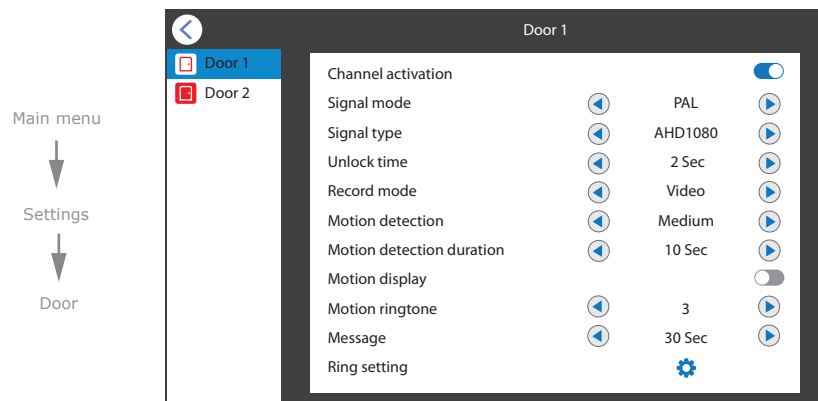 Main menu
Settings
Door
Door 1
Door 1
Door 2
Channel activation
Signal mode PAL
Signal type AHD1080
Unlock time 2 Sec
Record mode Video
Motion detection Medium
Motion detection duration 10 Sec
Motion display
Motion ringtone 3
Message 30 Sec
Ring setting